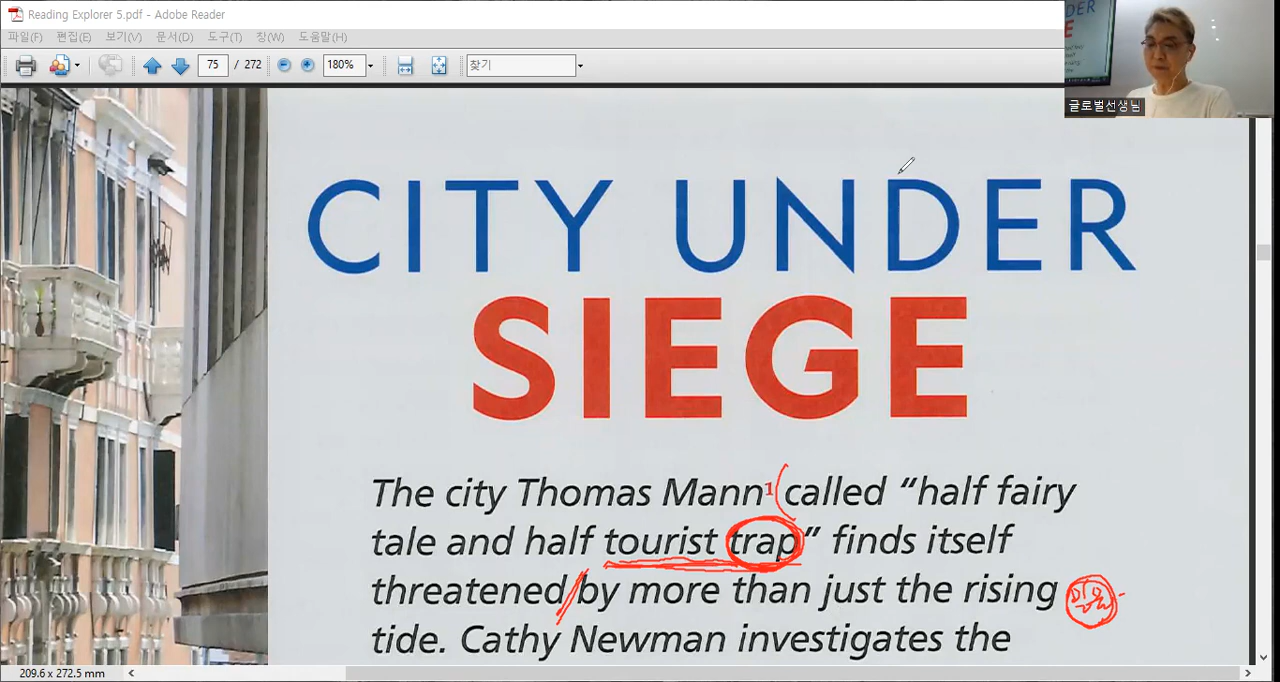 Reading Explorer 5.pdf - Adobe Reader
파일(F) 편집(E) 보기(V) 문서(D) 도구(T) 창(W) 도움말(H)
75 / 272 180% 찾기
글로벌선생님
CITY UNDER
SIEGE
The city Thomas Mann¹ called “half fairy
tale and half tourist trap” finds itself
threatened by more than just the rising
tide. Cathy Newman investigates the
209.6 x 272.5 mm